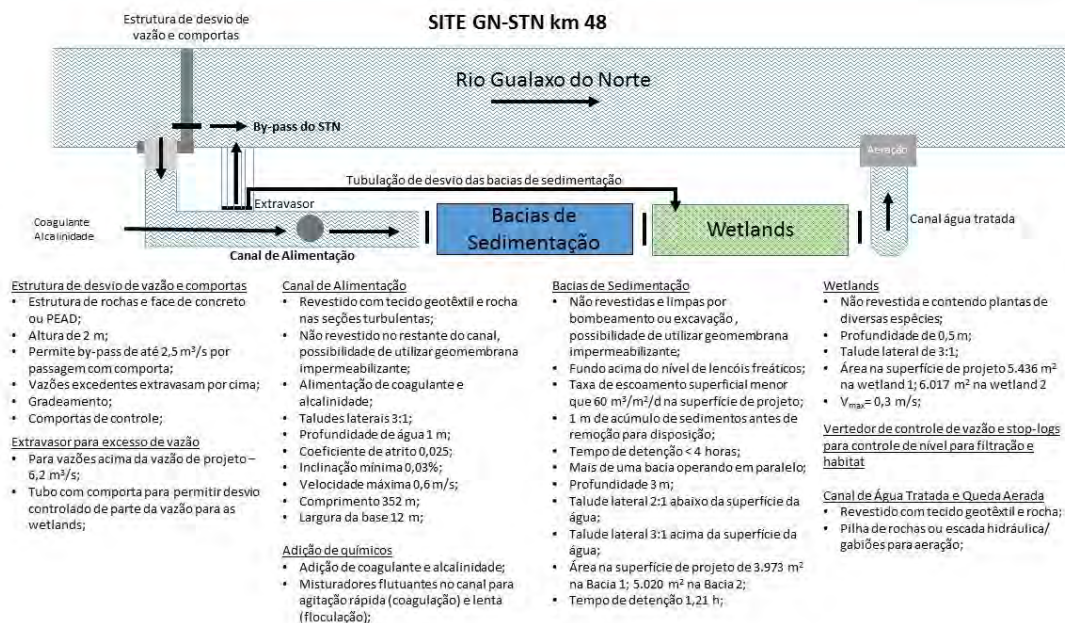 SITE GN-STN km 48
Estrutura de desvio de
vazão e comportas
Rio Gualaxo do Norte
By-pass do STN
Aeração
Tubulação de desvio das bacias de sedimentação
Extravasor
Coagulante
Alcalinidade
Canal de Alimentação
Bacias de
Sedimentação
Wetlands
Canal água tratada
Estrutura de desvio de vazão e comportas
• Estrutura de rochas e face de concreto
ou PEAD;
• Altura de 2 m;
• Permite by-pass de até 2,5 m³/s por
passagem com comporta;
• Vazões excedentes extravasam por cima;
• Gradeamento;
• Comportas de controle;
Extravasor para excesso de vazão
• Para vazões acima da vazão de projeto –
6,2 m³/s;
• Tubo com comporta para permitir desvio
controlado de parte da vazão para as
wetlands;
Canal de Alimentação
• Revestido com tecido geotêxtil e rocha
nas seções turbulentas;
• Não revestido no restante do canal,
possibilidade de utilizar geomembrana
impermeabilizante;
• Alimentação de coagulante e
alcalinidade;
• Taludes laterais 3:1;
• Profundidade de água 1 m;
• Coeficiente de atrito 0,025;
• Inclinação mínima 0,03%;
• Velocidade máxima 0,6 m/s;
• Comprimento 352 m;
• Largura da base 12 m;
Adição de químicos
• Adição de coagulante e alcalinidade;
• Misturadores flutuantes no canal para
agitação rápida (coagulação) e lenta
(floculação);
Bacias de Sedimentação
• Não revestidas e limpas por
bombeamento ou excavação ,
possibilidade de utilizar geomembrana
impermeabilizante;
• Fundo acima do nível de lencóis freáticos;
• Taxa de escoamento superficial menor
que 60 m³/m²/d na superfície de projeto;
• 1 m de acúmulo de sedimentos antes de
remoção para disposição;
• Tempo de detenção < 4 horas;
• Mais de uma bacia operando em paralelo;
• Profundidade 3 m;
• Talude lateral 2:1 abaixo da superfície da
água;
• Talude lateral 3:1 acima da superfície da
água;
• Área na superfície de projeto de 3.973 m²
na Bacia 1; 5.020 m² na Bacia 2;
• Tempo de detenção 1,21 h;
Wetlands
• Não revestida e contendo plantas de
diversas espécies;
• Profundidade de 0,5 m;
• Talude lateral de 3:1;
• Área na superfície de projeto 5.436 m²
na wetland 1; 6.017 m² na wetland 2
• Vmax= 0,3 m/s;
Vertedor de controle de vazão e stop-logs
para controle de nível para filtração e
habitat
Canal de Água Tratada e Queda Aerada
• Revestido com tecido geotêxtil e rocha;
• Pilha de rochas ou escada hidráulica/
gabiões para aeração;